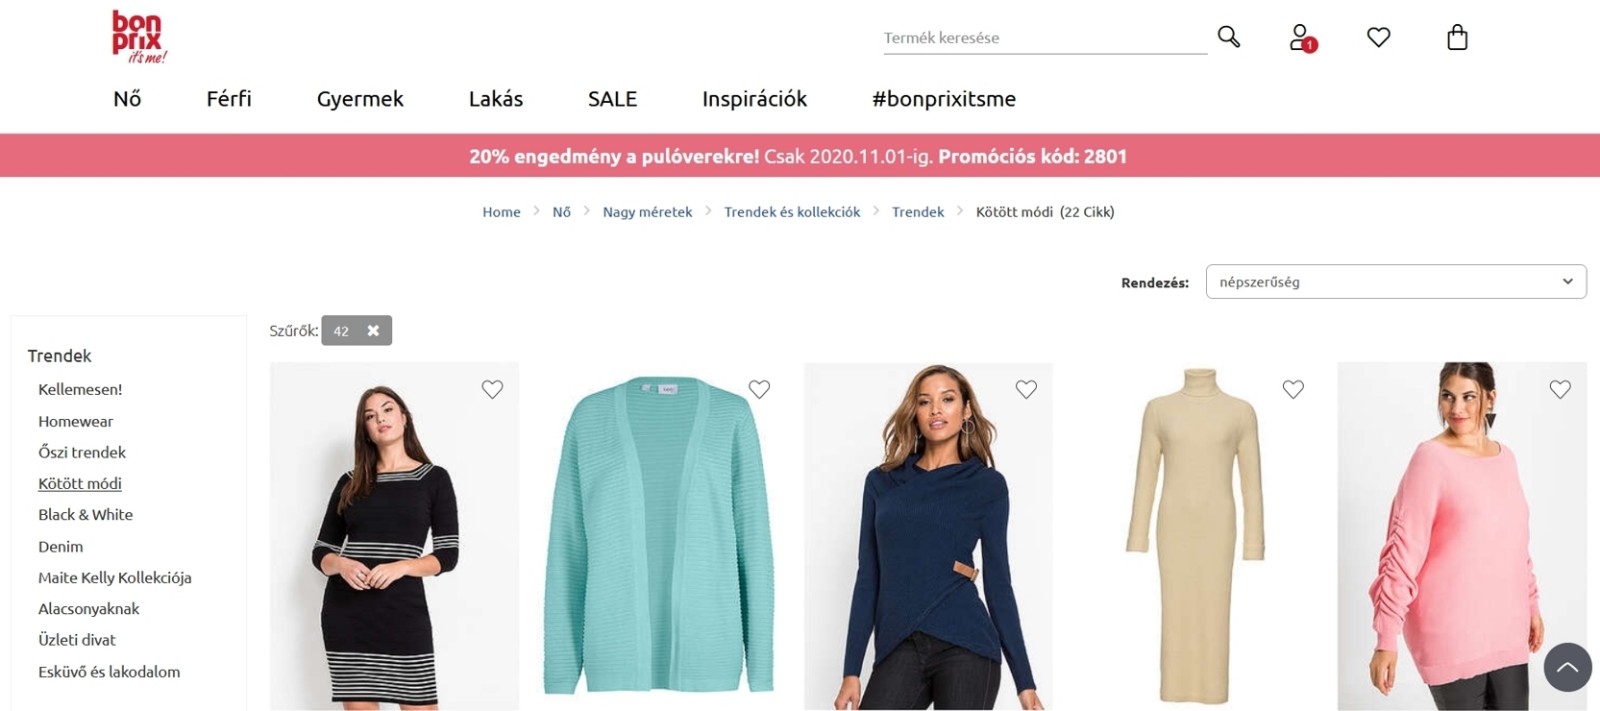 bon
prix
it's me!
Termék keresése
1
Nő Férfi Gyermek Lakás SALE Inspirációk #bonprixitsme
20% engedmény a pulóverekre! Csak 2020.11.01-ig. Promóciós kód: 2801
Home > Nő > Nagy méretek > Trendek és kollekciók > Trendek > Kötött módi (22 Cikk)
Rendezés: népszerűség
Szűrők: 42 ✖
Trendek
Kellemesen!
Homewear
Őszi trendek
Kötött módi
Black & White
Denim
Maite Kelly Kollekciója
Alacsonyaknak
Üzleti divat
Esküvő és lakodalom